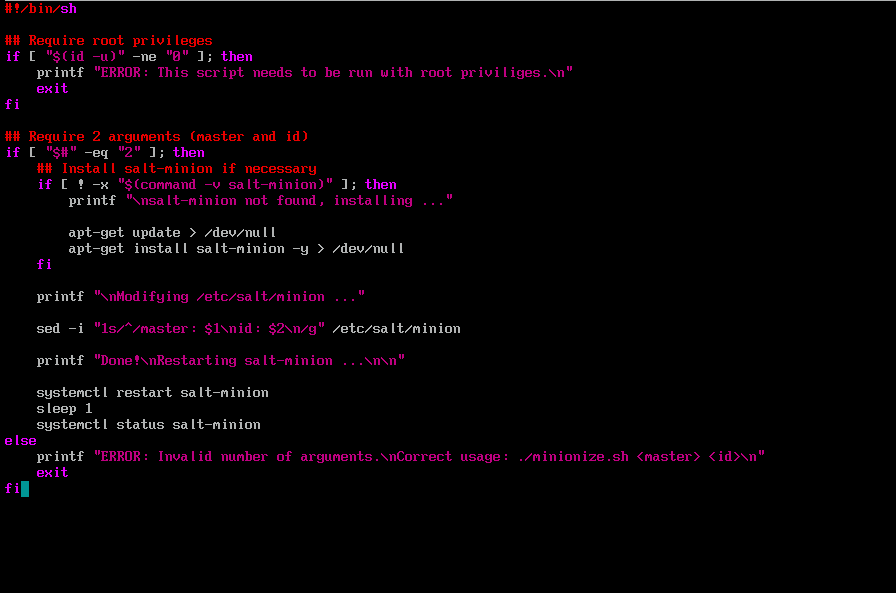 #!/bin/sh
## Require root privileges
if [ "$(id -u)" -ne "0" ]; then
    printf "ERROR: This script needs to be run with root priviliges.\n"
    exit
fi
## Require 2 arguments (master and id)
if [ "$#" -eq "2" ]; then
    ## Install salt-minion if necessary
    if [ ! -x "$(command -v salt-minion)" ]; then
        printf "\nsalt-minion not found, installing ..."
        apt-get update > /dev/null
        apt-get install salt-minion -y > /dev/null
    fi
    printf "\nModifying /etc/salt/minion ..."
    sed -i "1s/^/master: $1\nid: $2\n/g" /etc/salt/minion
    printf "Done!\nRestarting salt-minion ...\n\n"
    systemctl restart salt-minion
    sleep 1
    systemctl status salt-minion
else
    printf "ERROR: Invalid number of arguments.\nCorrect usage: ./minionize.sh <master> <id>\n"
    exit
fi